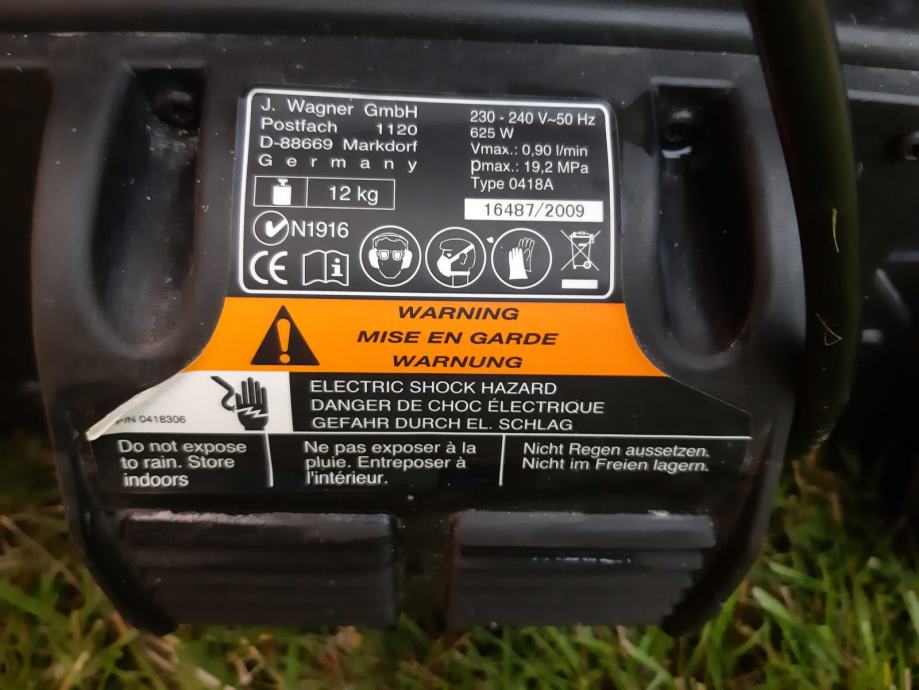 J. Wagner GmbH
Postfach 1120
D-88669 Markdorf
Germany
12 kg
N1916
CE
230 - 240 V~50 Hz
625 W
Vmax.: 0,90 l/min
pmax.: 19,2 MPa
Type 0418A
16487/2009
WARNING
MISE EN GARDE
WARNUNG
P/N 0418306
ELECTRIC SHOCK HAZARD
DANGER DE CHOC ÉLECTRIQUE
GEFAHR DURCH EL. SCHLAG
Do not expose
to rain. Store
indoors
Ne pas exposer à la
pluie. Entreposer à
l'intérieur.
Nicht Regen aussetzen.
Nicht im Freien lagern.